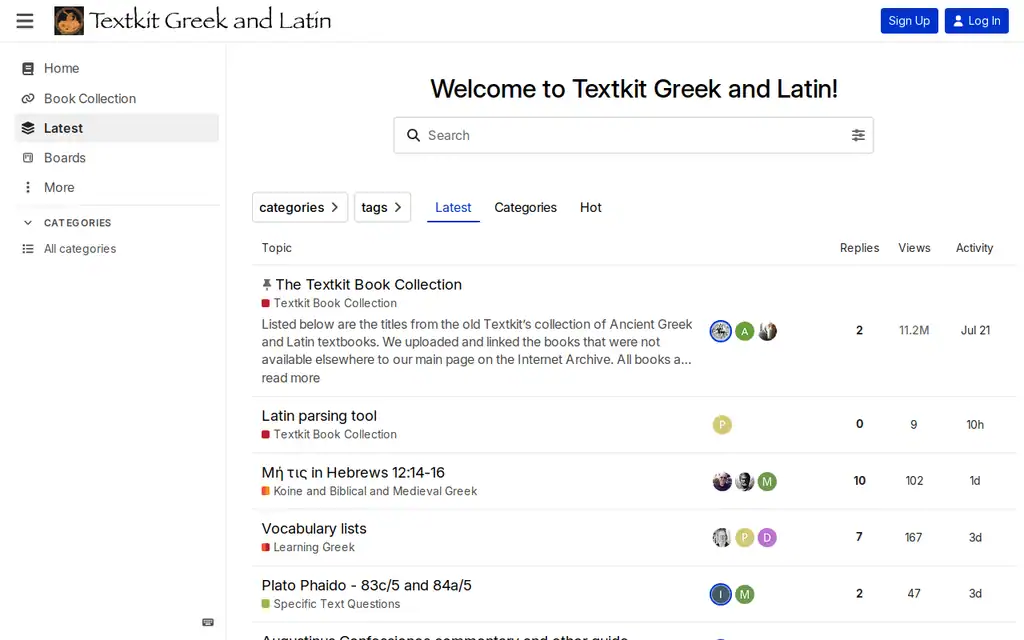 Textkit Greek and Latin
Sign Up
Log In
Home
Book Collection
Latest
Boards
More
CATEGORIES
All categories
Welcome to Textkit Greek and Latin!
Search
categories
tags
Latest
Categories
Hot
Topic
Replies
Views
Activity
The Textkit Book Collection
Textkit Book Collection
Listed below are the titles from the old Textkit's collection of Ancient Greek
and Latin textbooks. We uploaded and linked the books that were not
available elsewhere to our main page on the Internet Archive. All books a...
read more
A
2
11.2M
Jul 21
Latin parsing tool
Textkit Book Collection
P
0
9
10h
Μή τις in Hebrews 12:14-16
Koine and Biblical and Medieval Greek
M
10
102
1d
Vocabulary lists
Learning Greek
P
D
7
167
3d
Plato Phaido - 83c/5 and 84a/5
Specific Text Questions
I
M
2
47
3d
Augustinus Confessiones commentary and other guide